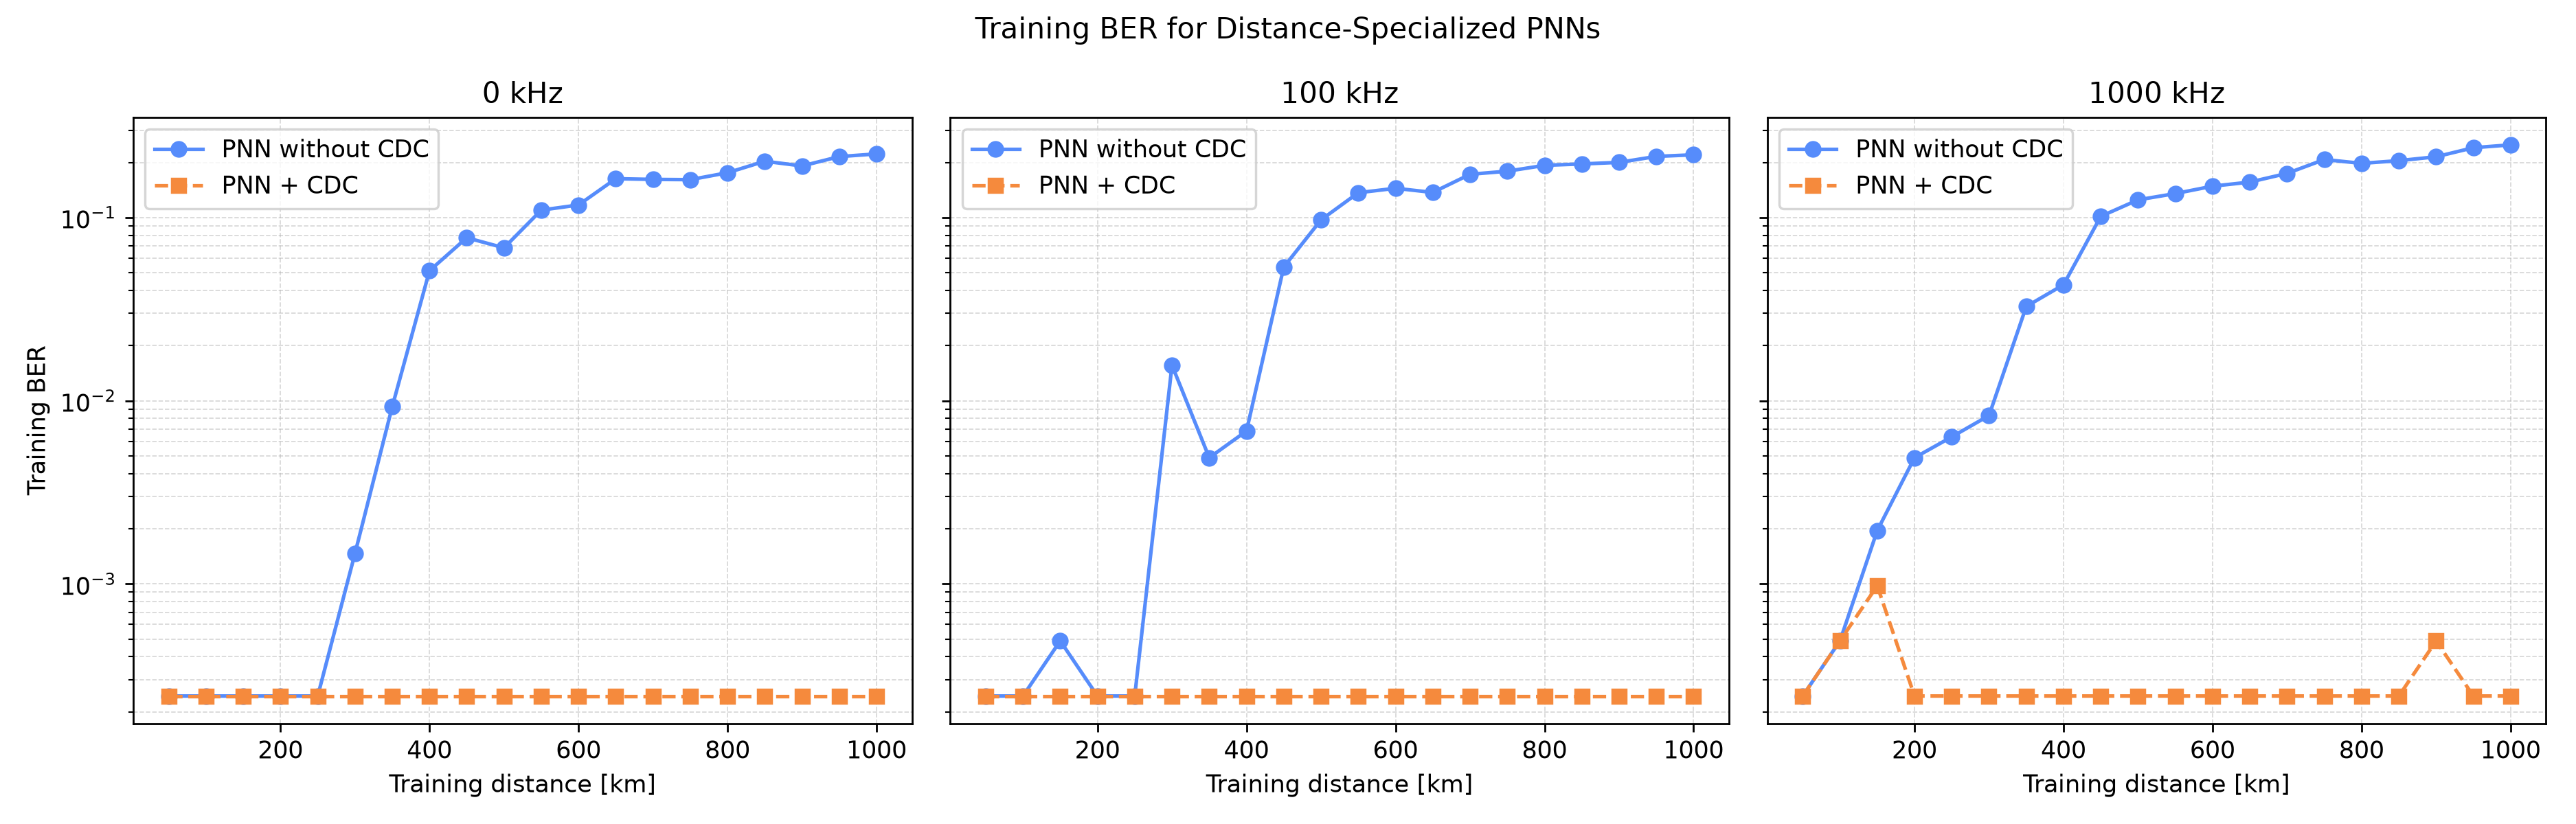 Training BER for Distance-Specialized PNNs
0 kHz
PNN without CDC
PNN + CDC
Training BER
10⁻¹
10⁻²
10⁻³
200 400 600 800 1000
Training distance [km]
100 kHz
PNN without CDC
PNN + CDC
200 400 600 800 1000
Training distance [km]
1000 kHz
PNN without CDC
PNN + CDC
200 400 600 800 1000
Training distance [km]